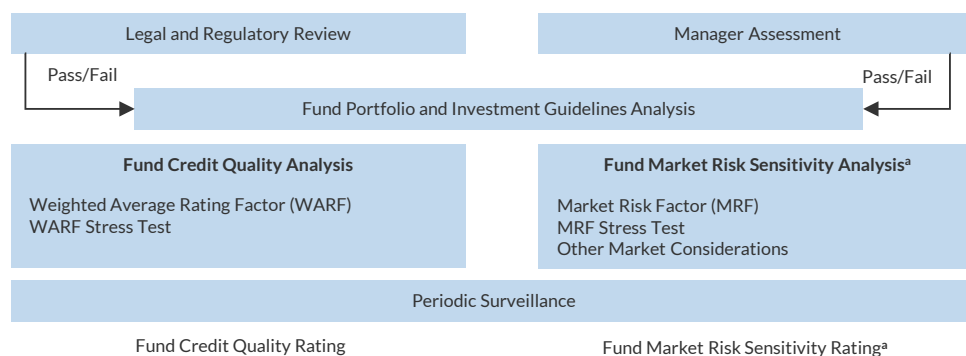 Legal and Regulatory Review
Manager Assessment
Pass/Fail
Pass/Fail
Fund Portfolio and Investment Guidelines Analysis
Fund Credit Quality Analysis
Weighted Average Rating Factor (WARF)
WARF Stress Test
Fund Market Risk Sensitivity Analysisᵃ
Market Risk Factor (MRF)
MRF Stress Test
Other Market Considerations
Periodic Surveillance
Fund Credit Quality Rating
Fund Market Risk Sensitivity Ratingᵃ